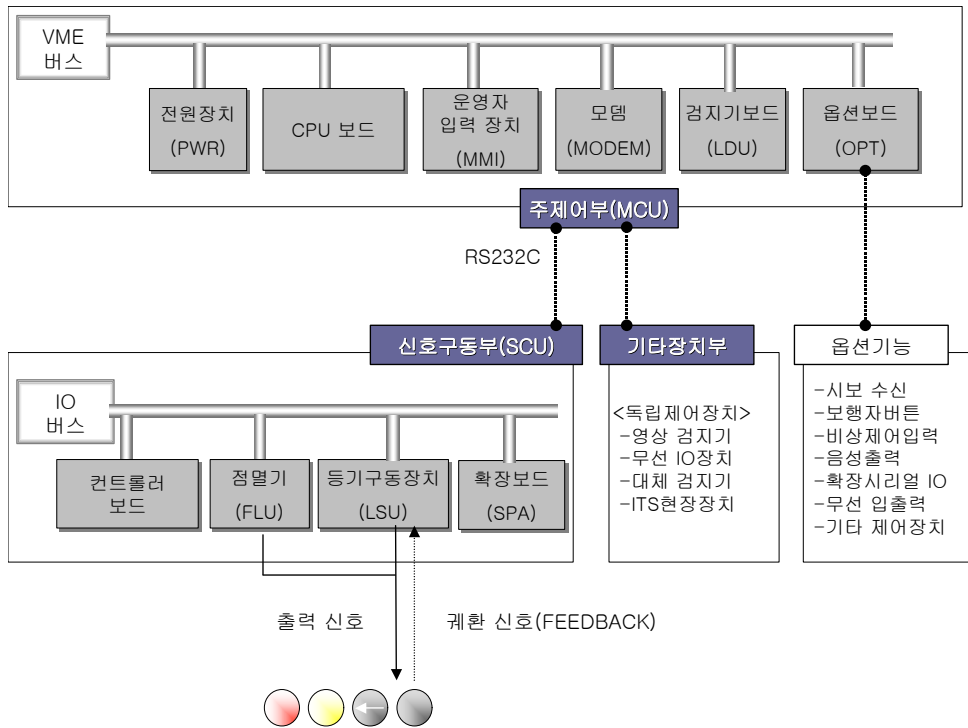 VME
버스
전원장치
(PWR)
CPU 보드
운영자
입력 장치
(MMI)
모뎀
(MODEM)
검지기보드
(LDU)
옵션보드
(OPT)
주제어부(MCU)
RS232C
신호구동부(SCU)
기타장치부
옵션기능
IO
버스
컨트롤러
보드
점멸기
(FLU)
등기구동장치
(LSU)
확장보드
(SPA)
<독립제어장치>
-영상 검지기
-무선 IO장치
-대체 검지기
-ITS현장장치
-시보 수신
-보행자버튼
-비상제어입력
-음성출력
-확장시리얼 IO
-무선 입출력
-기타 제어장치
출력 신호
궤환 신호(FEEDBACK)